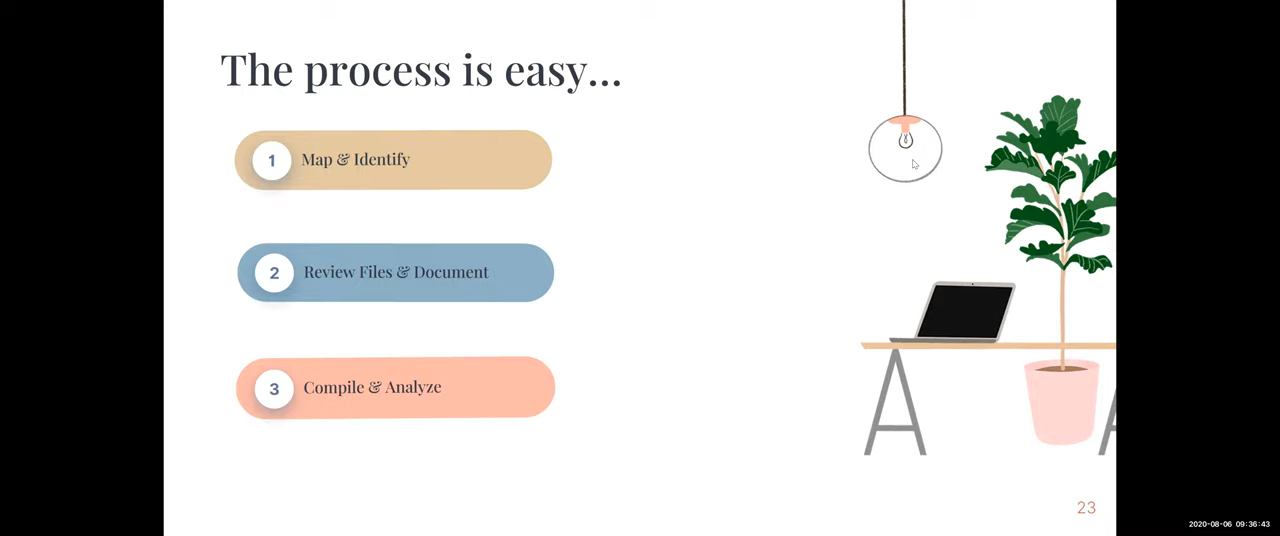 The process is easy...
1 Map & Identify
2 Review Files & Document
3 Compile & Analyze
23
2020-08-06 09:36:43